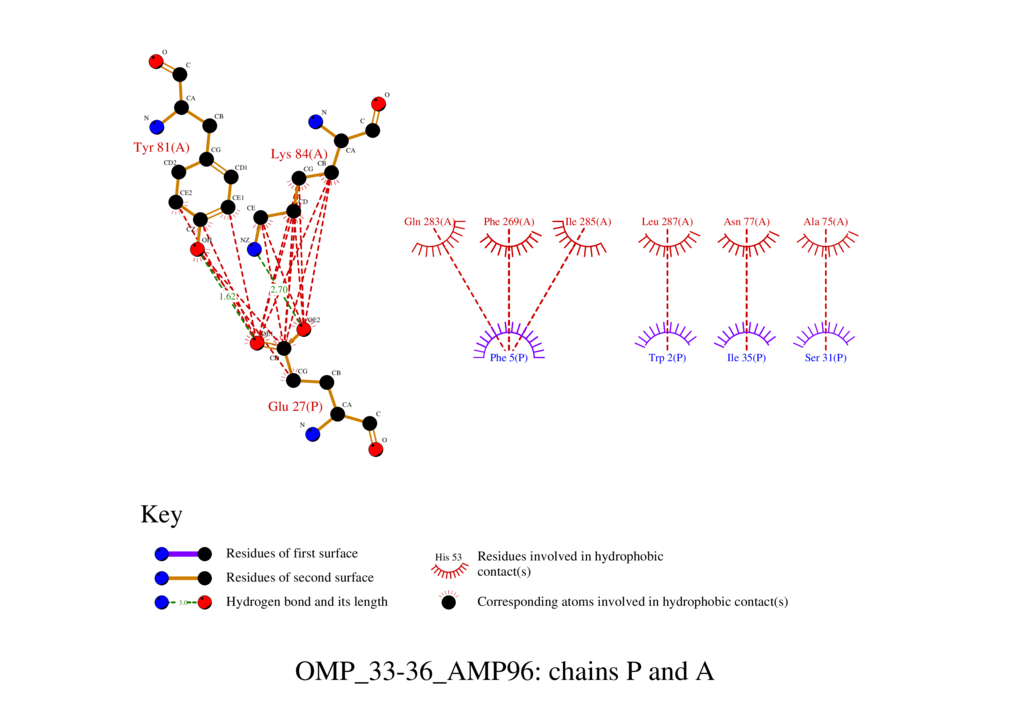 O
C
CA
N
CB
Tyr 81(A)
CG
CD2
CD1
CE2
CE1
CZ
OH
O
N
C
CA
Lys 84(A)
CB
CG
CD
CE
NZ
1.62
2.70
OE2
CD
CG
CB
Glu 27(P)
CA
C
N
O
Gln 283(A) Phe 269(A) Ile 285(A) Leu 287(A) Asn 77(A) Ala 75(A)
Phe 5(P) Trp 2(P) Ile 35(P) Ser 31(P)
Key
Residues of first surface
Residues of second surface
3.0
Hydrogen bond and its length
His 53
Residues involved in hydrophobic
contact(s)
Corresponding atoms involved in hydrophobic contact(s)
OMP_33-36_AMP96: chains P and A